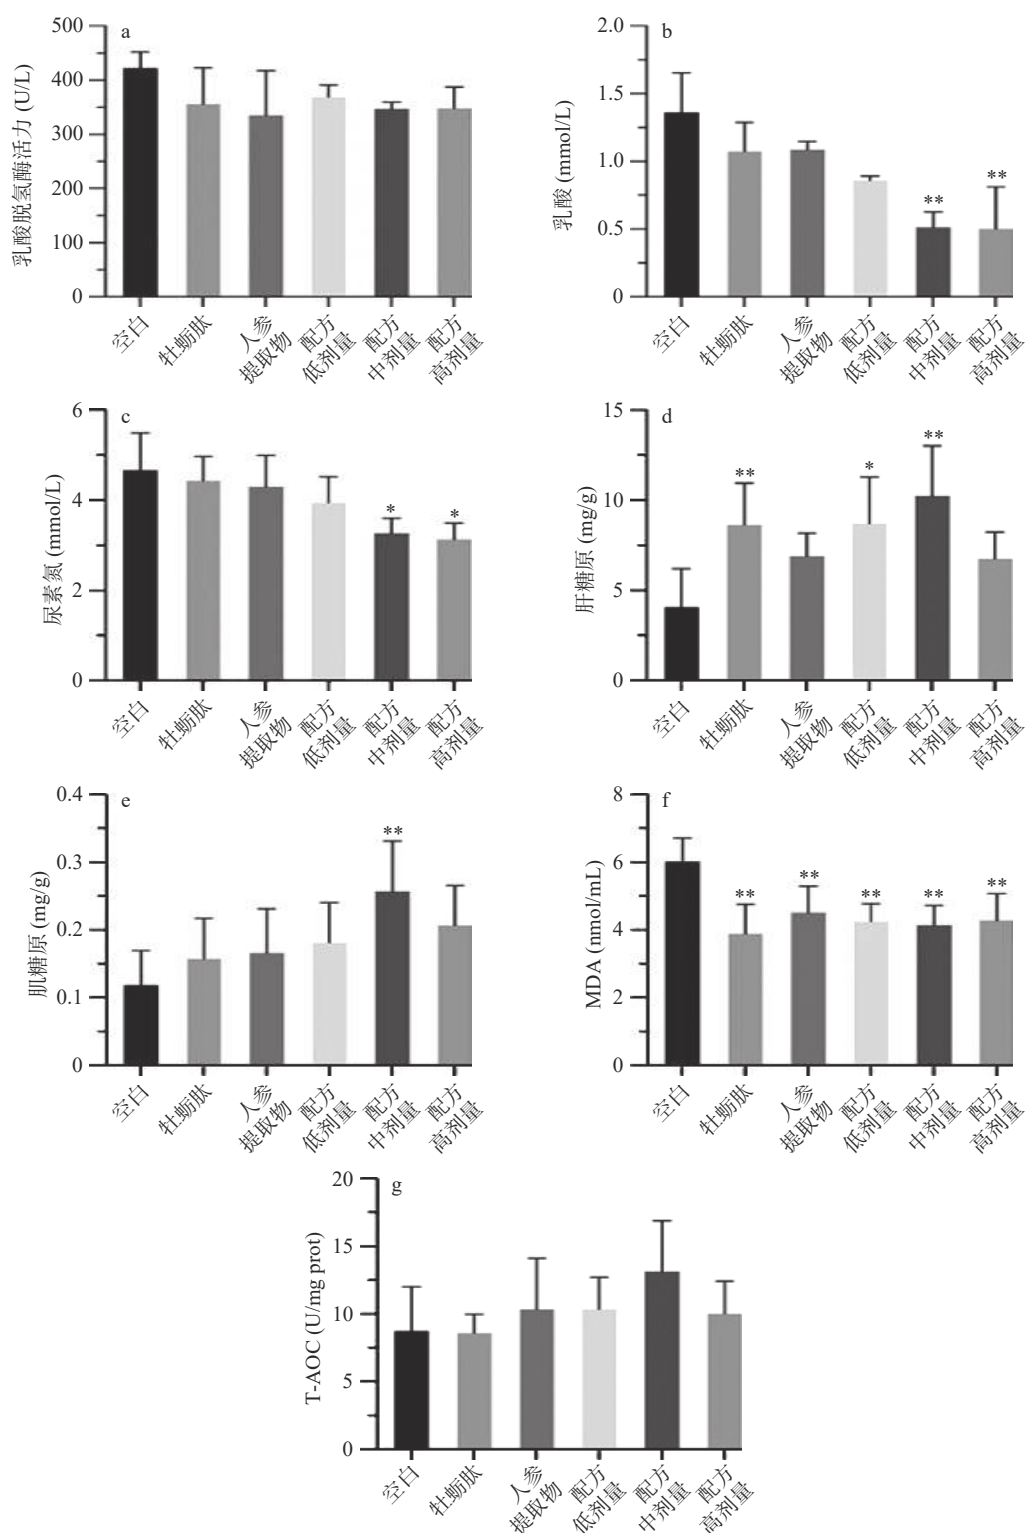 a
500
400
300
200
100
0
乳酸脱氢酶活力 (U/L)
空白
牡蛎肽
人参
提取物
配方
低剂量
配方
中剂量
配方
高剂量
b
2.0
1.5
1.0
0.5
0
乳酸 (mmol/L)
**
**
空白
牡蛎肽
人参
提取物
配方
低剂量
配方
中剂量
配方
高剂量
c
6
4
2
0
尿素氮 (mmol/L)
*
*
空白
牡蛎肽
人参
提取物
配方
低剂量
配方
中剂量
配方
高剂量
d
15
10
5
0
肝糖原 (mg/g)
**
*
**
空白
牡蛎肽
人参
提取物
配方
低剂量
配方
中剂量
配方
高剂量
e
0.4
0.3
0.2
0.1
0
肌糖原 (mg/g)
**
空白
牡蛎肽
人参
提取物
配方
低剂量
配方
中剂量
配方
高剂量
f
8
6
4
2
0
MDA (nmol/mL)
**
**
**
**
**
空白
牡蛎肽
人参
提取物
配方
低剂量
配方
中剂量
配方
高剂量
g
20
15
10
5
0
T-AOC (U/mg prot)
空白
牡蛎肽
人参
提取物
配方
低剂量
配方
中剂量
配方
高剂量